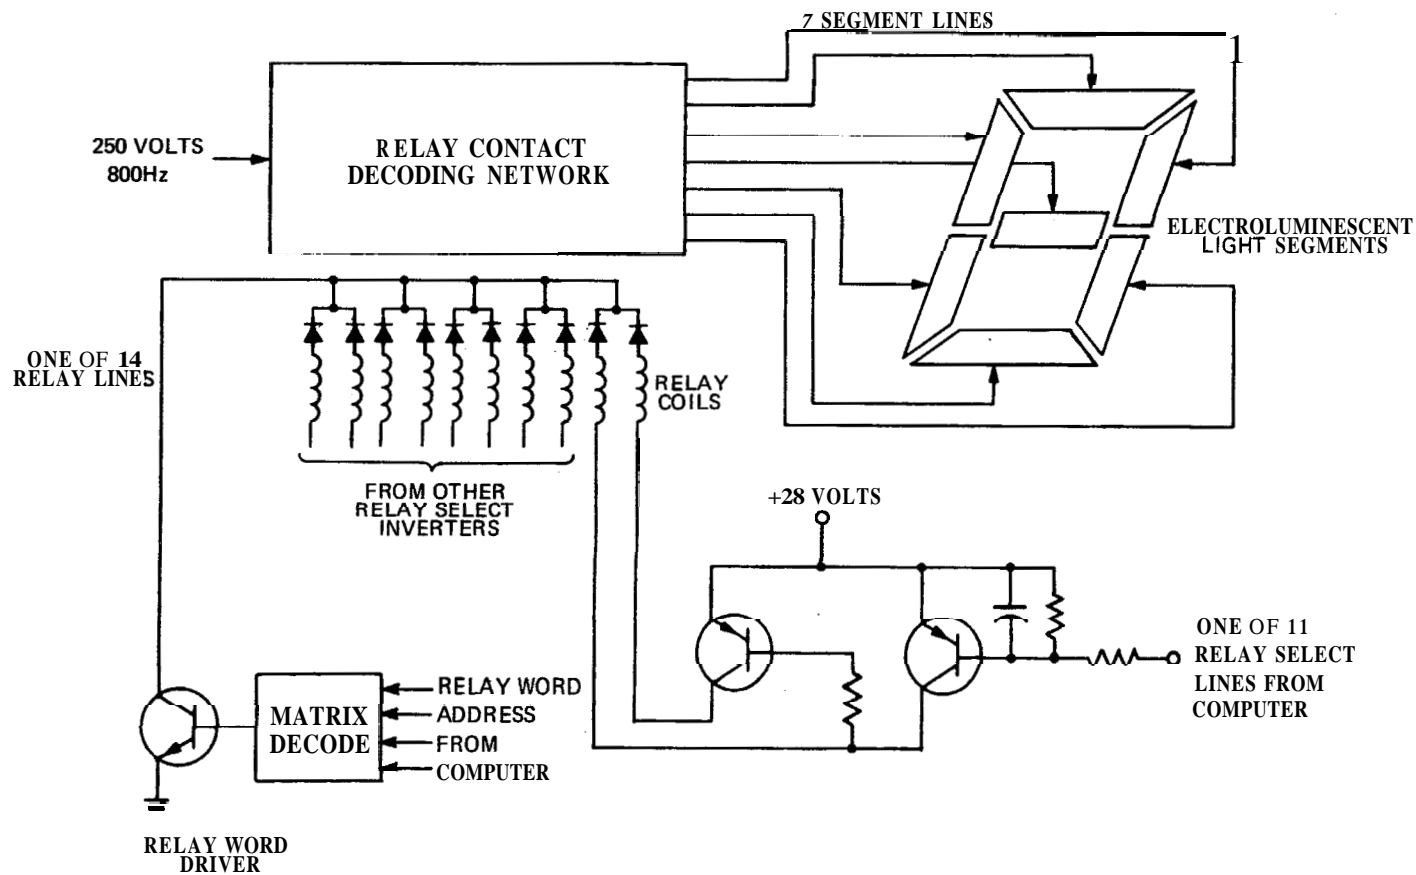 7 SEGMENT LINES
1
250 VOLTS
800Hz
RELAY CONTACT
DECODING NETWORK
ELECTROLUMINESCENT
LIGHT SEGMENTS
ONE OF 14
RELAY LINES
RELAY
COILS
FROM OTHER
RELAY SELECT
INVERTERS
+28 VOLTS
ONE OF 11
RELAY SELECT
LINES FROM
COMPUTER
MATRIX
DECODE
RELAY WORD
ADDRESS
FROM
COMPUTER
RELAY WORD
DRIVER